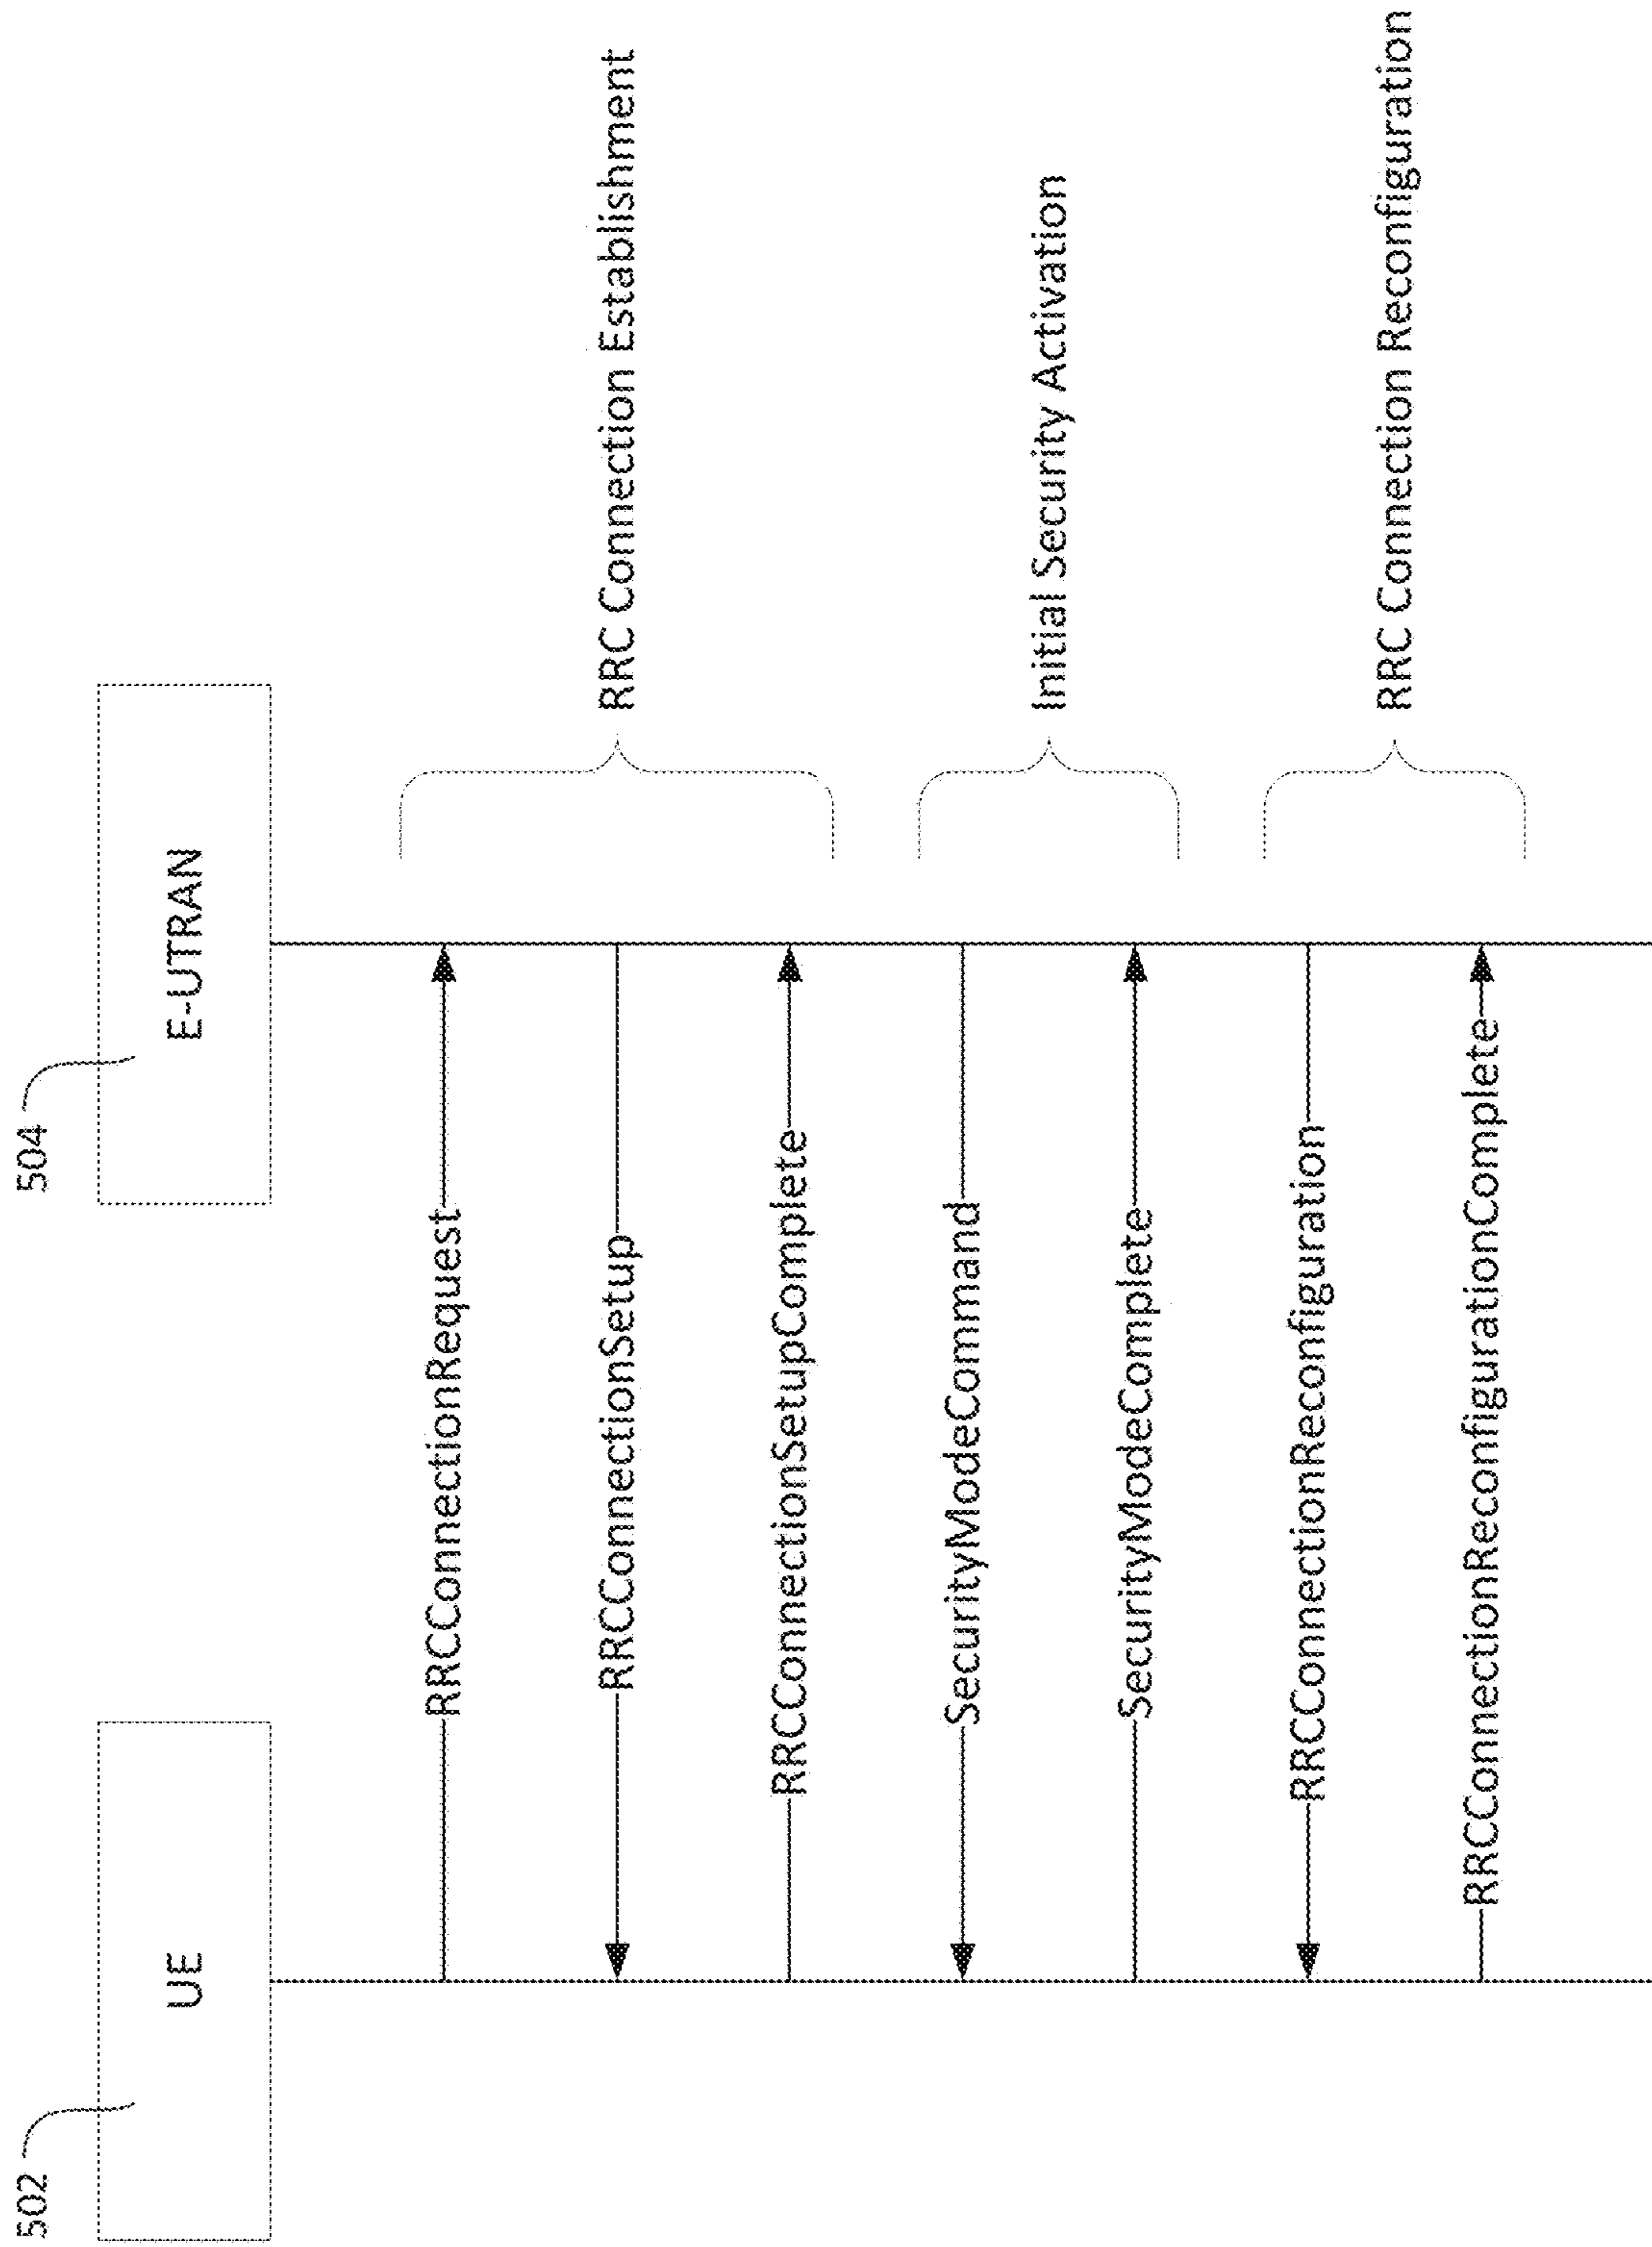 502
UE
504
E-UTRAN
RRCConnectionRequest
RRCConnectionSetup
RRCConnectionSetupComplete
RRC Connection Establishment
SecurityModeCommand
SecurityModeComplete
Initial Security Activation
RRCConnectionReconfiguration
RRCConnectionReconfigurationComplete
RRC Connection Reconfiguration